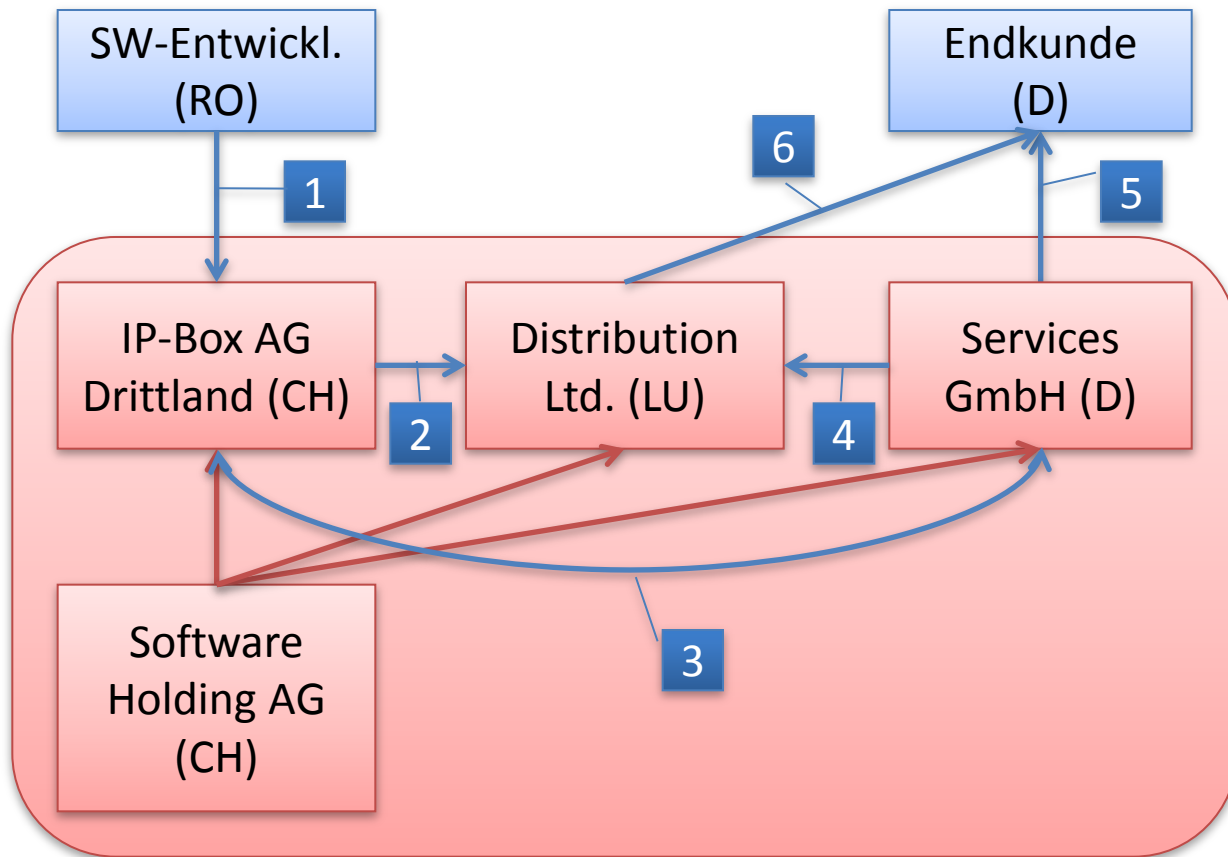 SW-Entwickl.
(RO)
Endkunde
(D)
6
1
5
IP-Box AG
Drittland (CH)
Distribution
Ltd. (LU)
Services
GmbH (D)
2
4
3
Software
Holding AG
(CH)